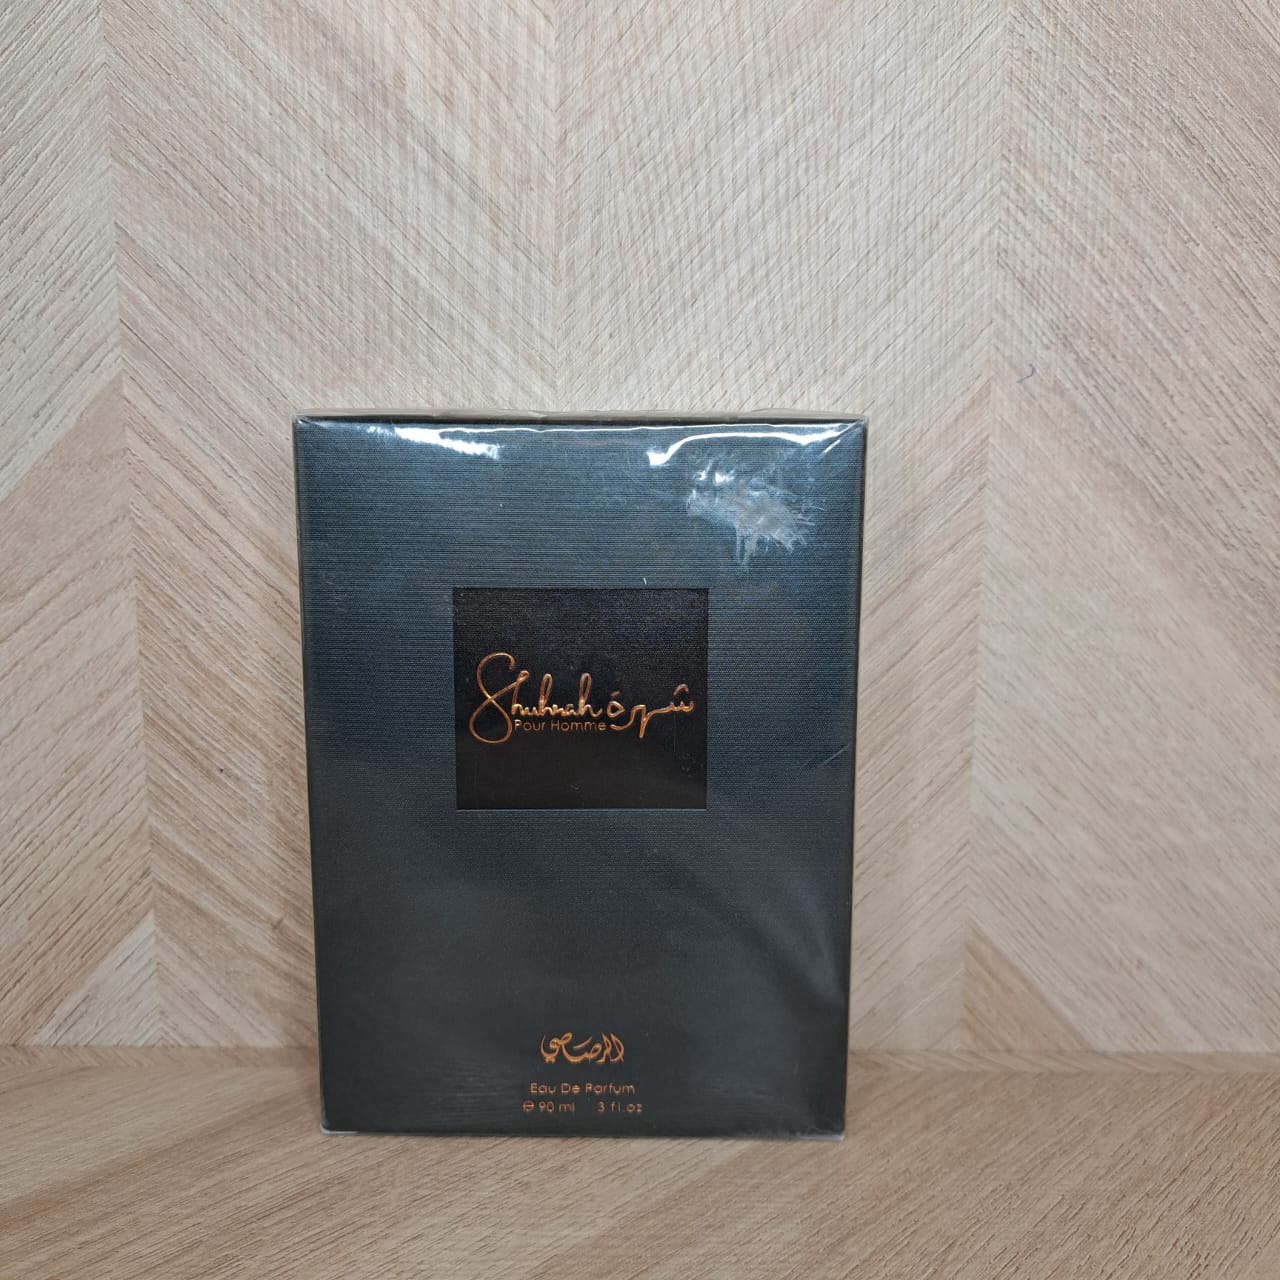 Shuhrah شهرة
Pour Homme
الرصاصي
Eau De Parfum
℮ 90 ml 3 fl.oz